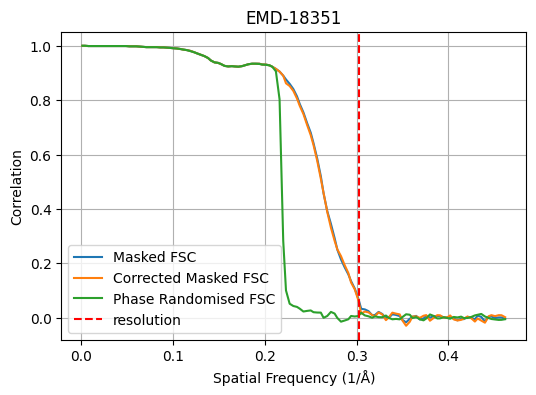 EMD-18351
1.0
0.8
0.6
0.4
0.2
0.0
Correlation
Masked FSC
Corrected Masked FSC
Phase Randomised FSC
resolution
0.0 0.1 0.2 0.3 0.4
Spatial Frequency (1/Å)